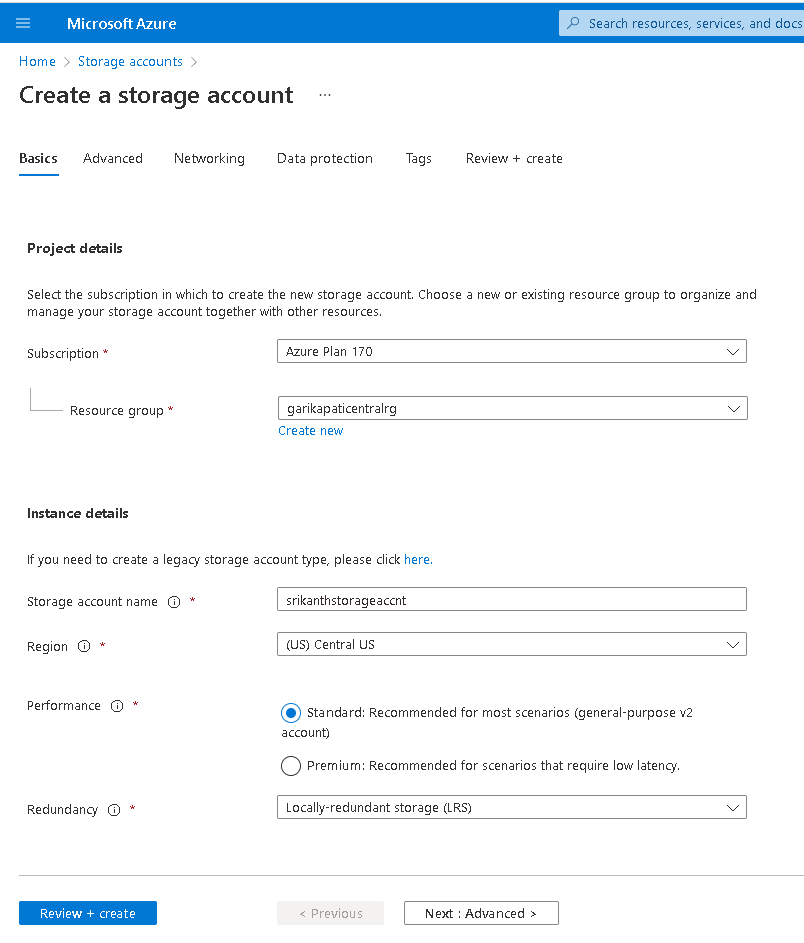 Microsoft Azure
Search resources, services, and docs
Home > Storage accounts >
Create a storage account ...
Basics Advanced Networking Data protection Tags Review + create
Project details
Select the subscription in which to create the new storage account. Choose a new or existing resource group to organize and
manage your storage account together with other resources.
Subscription * Azure Plan 170
Resource group * garikapaticentralrg
Create new
Instance details
If you need to create a legacy storage account type, please click here.
Storage account name * srikanthstorageaccnt
Region * (US) Central US
Performance * Standard: Recommended for most scenarios (general-purpose v2
account)
Premium: Recommended for scenarios that require low latency.
Redundancy * Locally-redundant storage (LRS)
Review + create < Previous Next : Advanced >